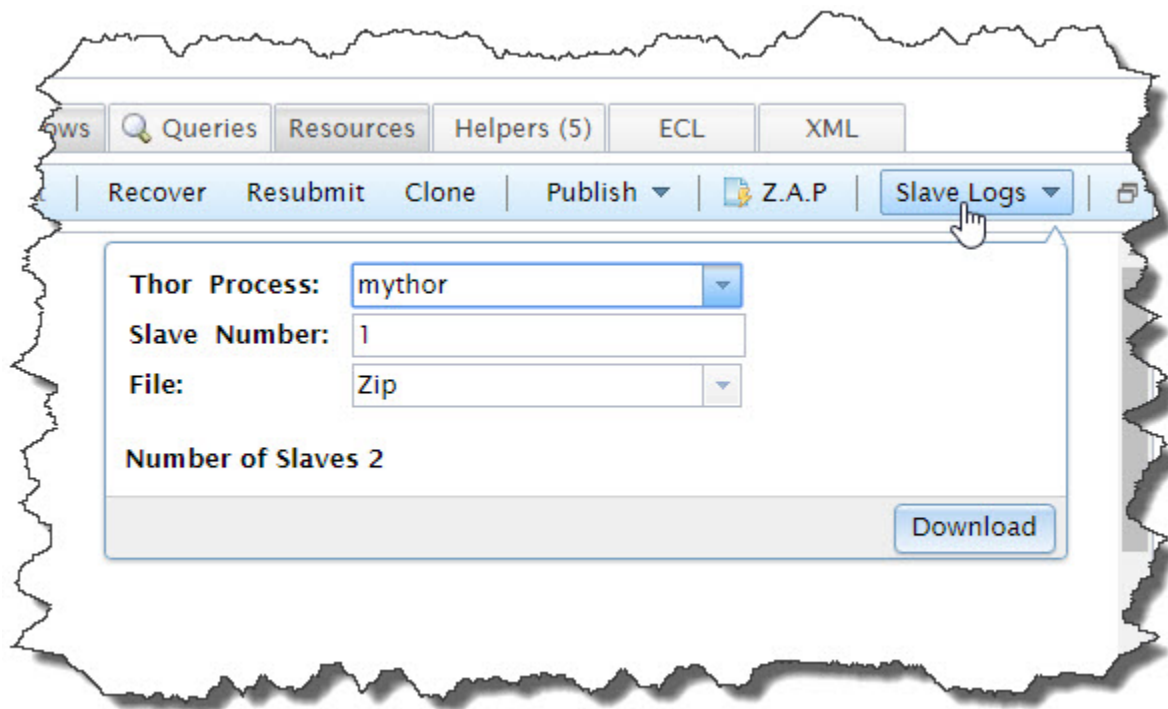 ows Queries Resources Helpers (5) ECL XML
Recover Resubmit Clone Publish Z.A.P Slave Logs
Thor Process: mythor
Slave Number: 1
File: Zip
Number of Slaves 2
Download